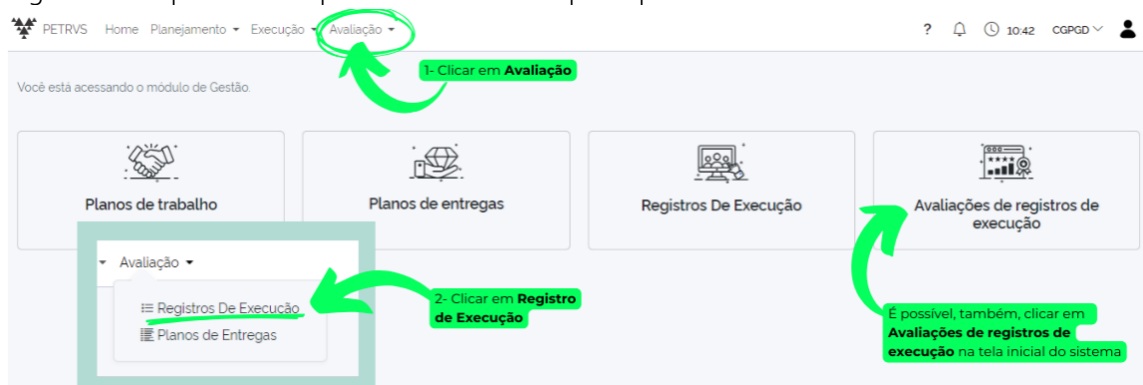 PETRVS Home Planejamento Execução Avaliação ? 10:42 CGPGD
1- Clicar em Avaliação
Você está acessando o módulo de Gestão.
Planos de trabalho
Planos de entregas
Registros De Execução
Avaliações de registros de
execução
Avaliação
Registros De Execução
Planos de Entregas
2- Clicar em Registro
de Execução
É possível, também, clicar em
Avaliações de registros de
execução na tela inicial do sistema